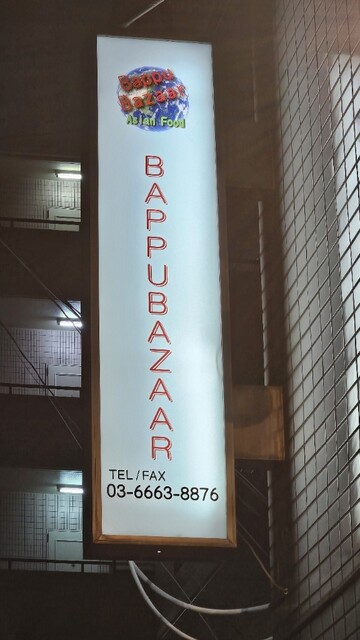 Bappu
Bazaar
Asian Food
BAPPUBAZAAR
TEL/FAX
03-6663-8876